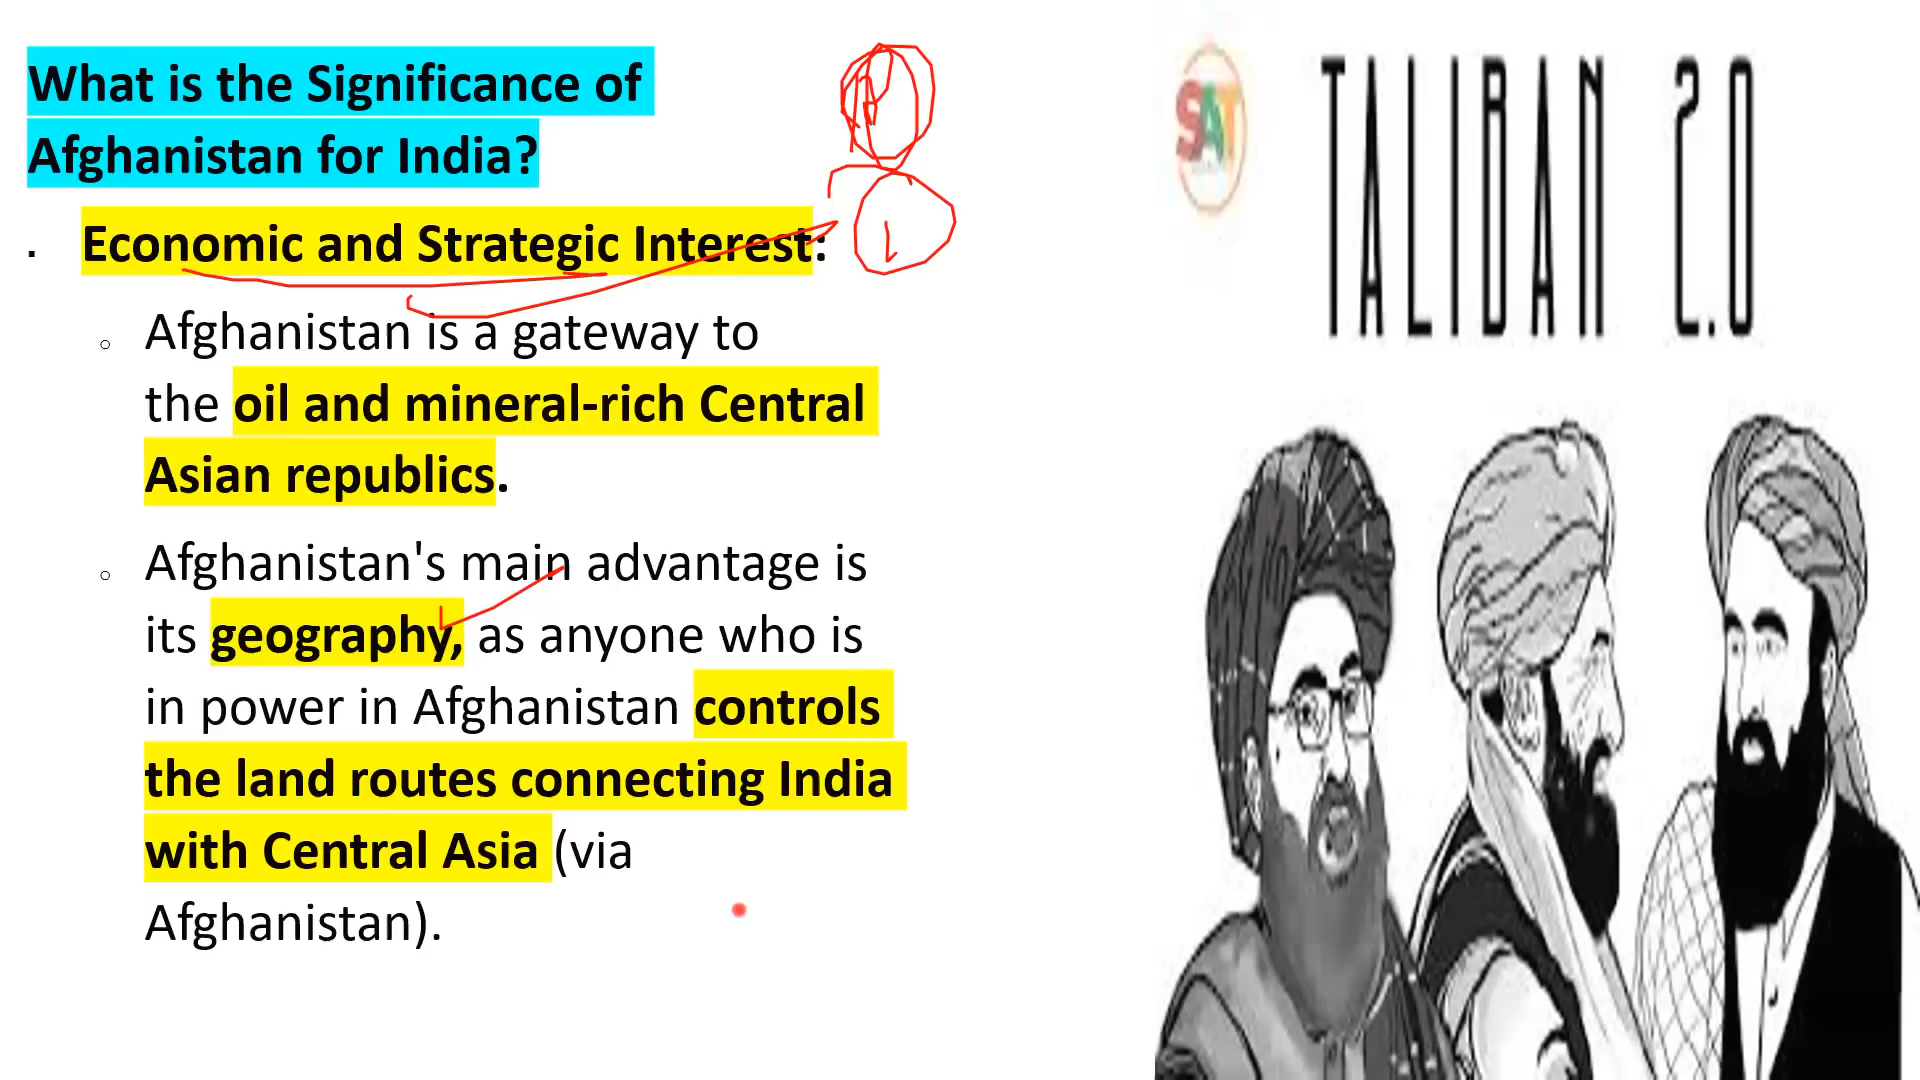 What is the Significance of
Afghanistan for India?
. Economic and Strategic Interest:
o Afghanistan is a gateway to
the oil and mineral-rich Central
Asian republics.
o Afghanistan's main advantage is
its geography, as anyone who is
in power in Afghanistan controls
the land routes connecting India
with Central Asia (via
Afghanistan).
SAT
TALIBAN 2.0